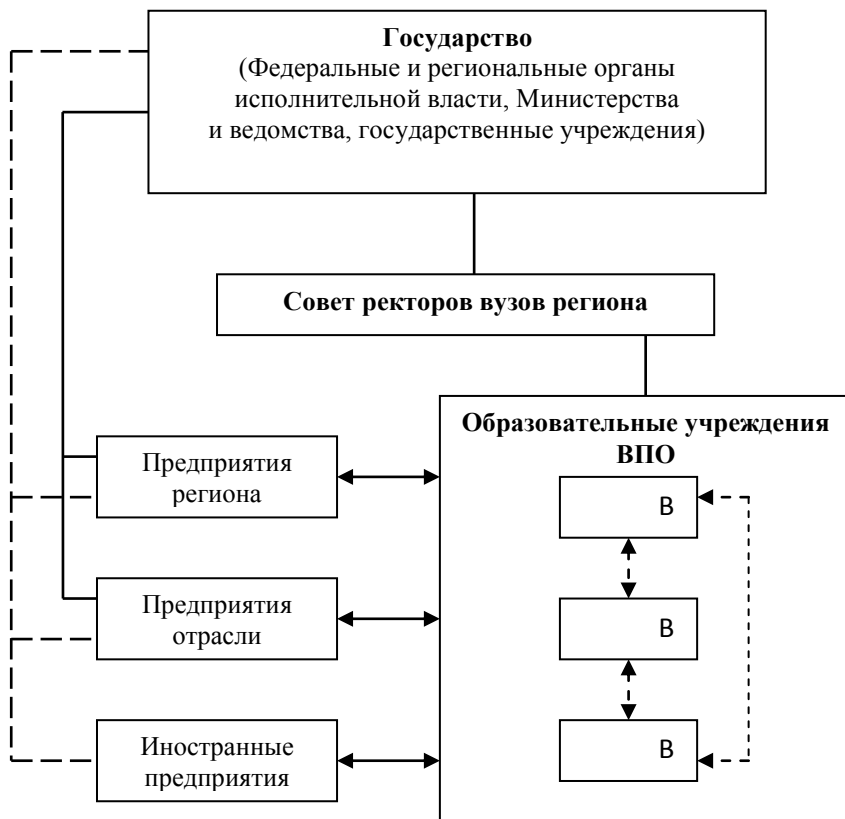 Государство
(Федеральные и региональные органы
исполнительной власти, Министерства
и ведомства, государственные учреждения)
Совет ректоров вузов региона
Образовательные учреждения
ВПО
Предприятия
региона
В
Предприятия
отрасли
В
Иностранные
предприятия
В